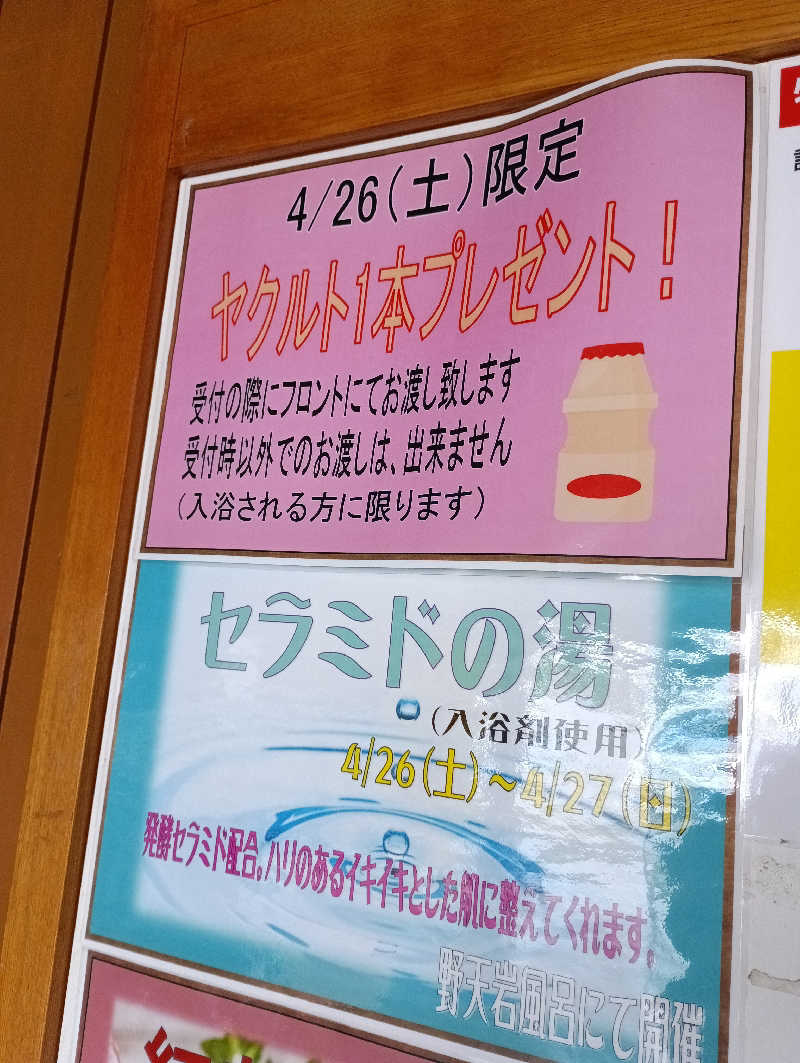 4/26(土)限定
ヤクルト1本プレゼント！
受付の際にフロントにてお渡し致します
受付時以外でのお渡しは、出来ません
(入浴される方に限ります)
セラミドの湯
(入浴剤使用)
4/26(土)～4/27(日)
発酵セラミド配合。ハリのあるイキイキとした肌に整えてくれます。
野天岩風呂にて開催